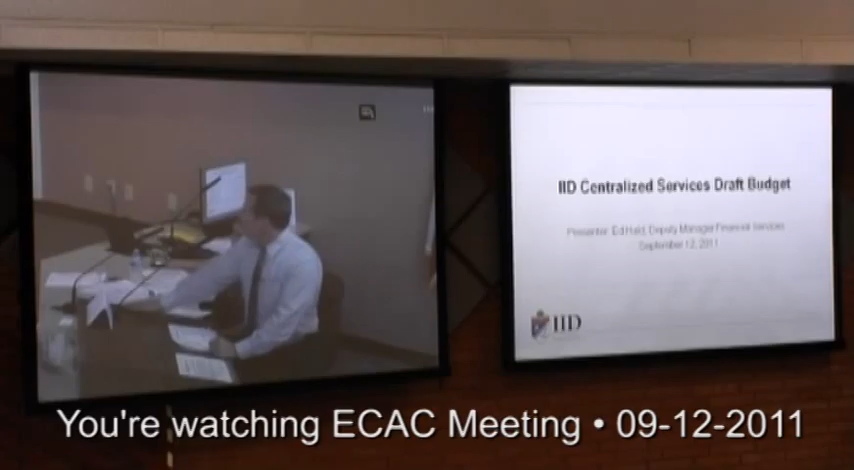 IID Centralized Services Draft Budget
Presenter: Ed Hald, Deputy Manager Financial Services
September 12, 2011
IID
You're watching ECAC Meeting • 09-12-2011